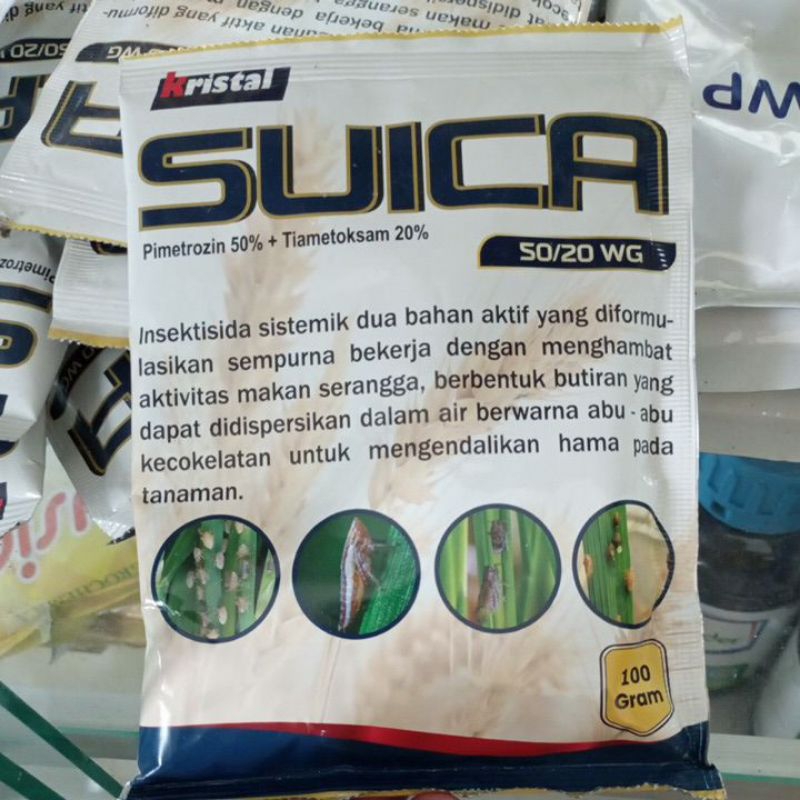 kristal
SUICA
Pimetrozin 50% + Tiametoksam 20%
50/20 WG
Insektisida sistemik dua bahan aktif yang diformu-
lasikan sempurna bekerja dengan menghambat
aktivitas makan serangga, berbentuk butiran yang
dapat didispersikan dalam air berwarna abu - abu
kecokelatan untuk mengendalikan hama pada
tanaman.
100
Gram
WP